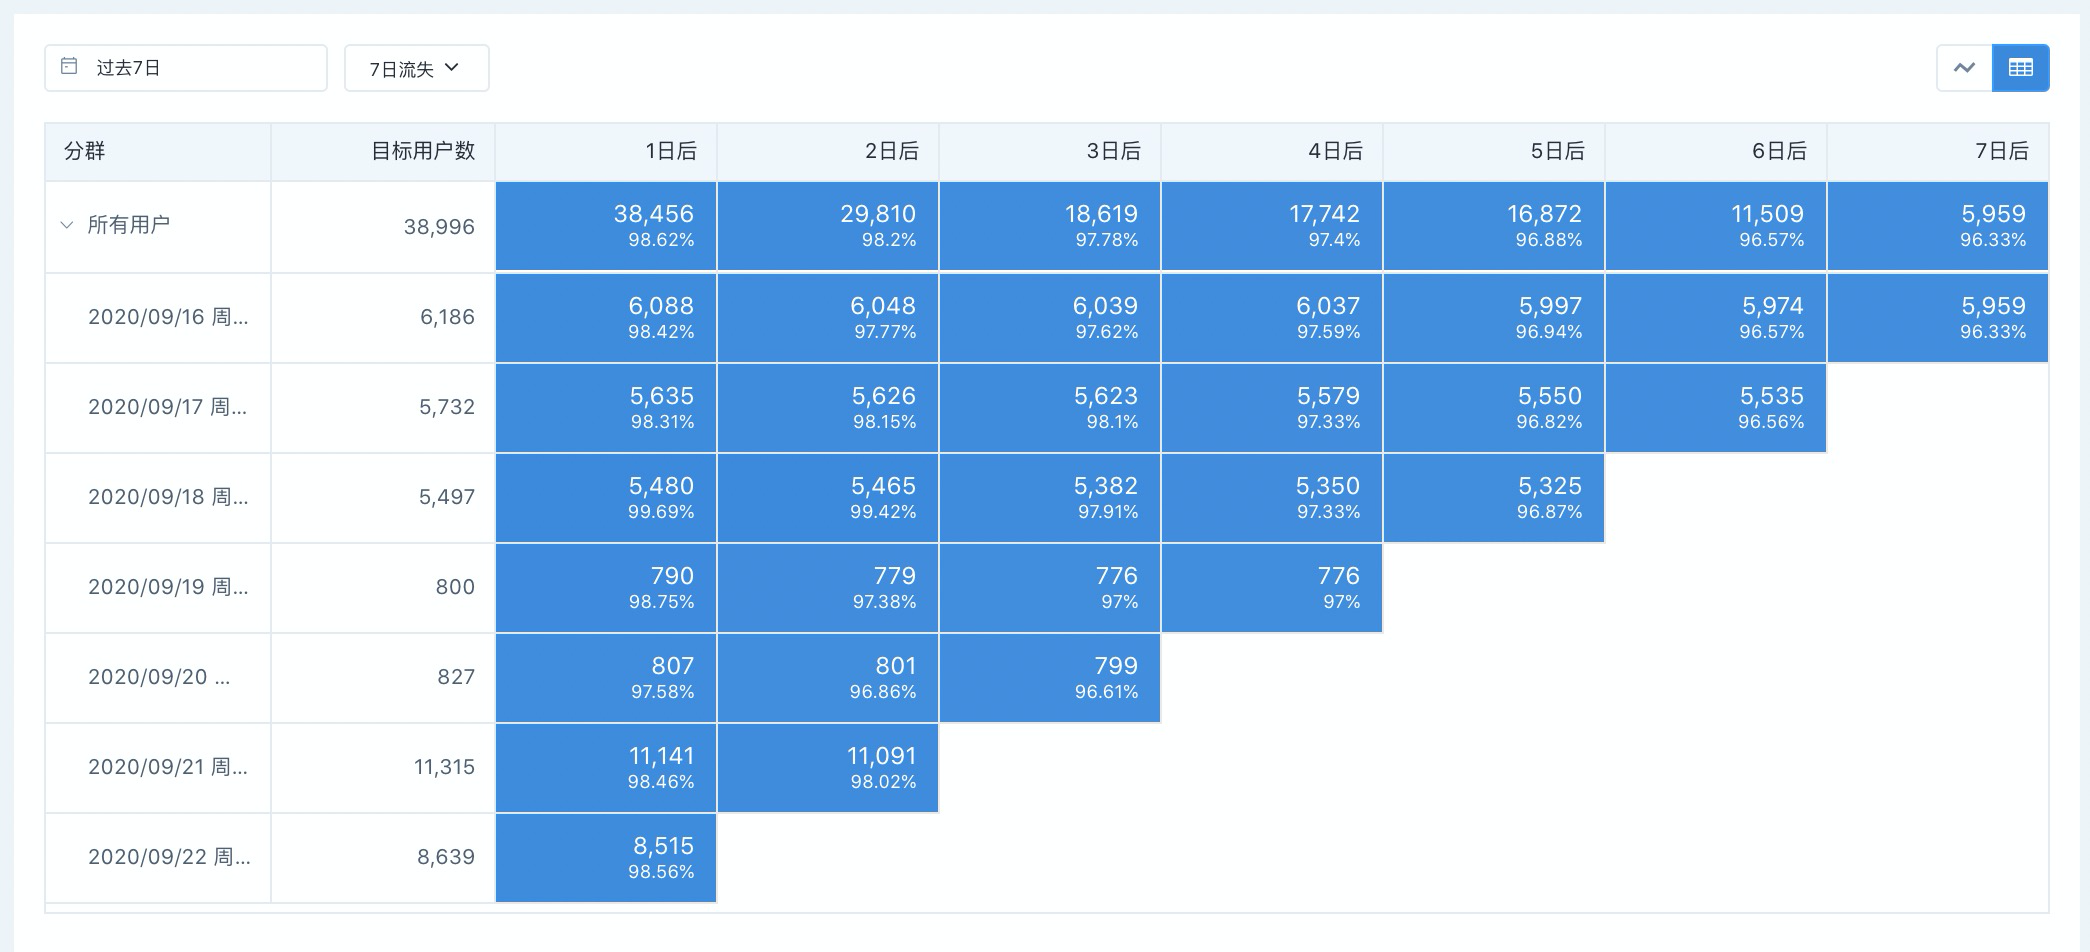 过去7日
7日流失
分群 目标用户数 1日后 2日后 3日后 4日后 5日后 6日后 7日后
所有用户 38,996 38,456 29,810 18,619 17,742 16,872 11,509 5,959
98.62% 98.2% 97.78% 97.4% 96.88% 96.57% 96.33%
2020/09/16 周... 6,186 6,088 6,048 6,039 6,037 5,997 5,974 5,959
98.42% 97.77% 97.62% 97.59% 96.94% 96.57% 96.33%
2020/09/17 周... 5,732 5,635 5,626 5,623 5,579 5,550 5,535
98.31% 98.15% 98.1% 97.33% 96.82% 96.56%
2020/09/18 周... 5,497 5,480 5,465 5,382 5,350 5,325
99.69% 99.42% 97.91% 97.33% 96.87%
2020/09/19 周... 800 790 779 776 776
98.75% 97.38% 97% 97%
2020/09/20 ... 827 807 801 799
97.58% 96.86% 96.61%
2020/09/21 周... 11,315 11,141 11,091
98.46% 98.02%
2020/09/22 周... 8,639 8,515
98.56%